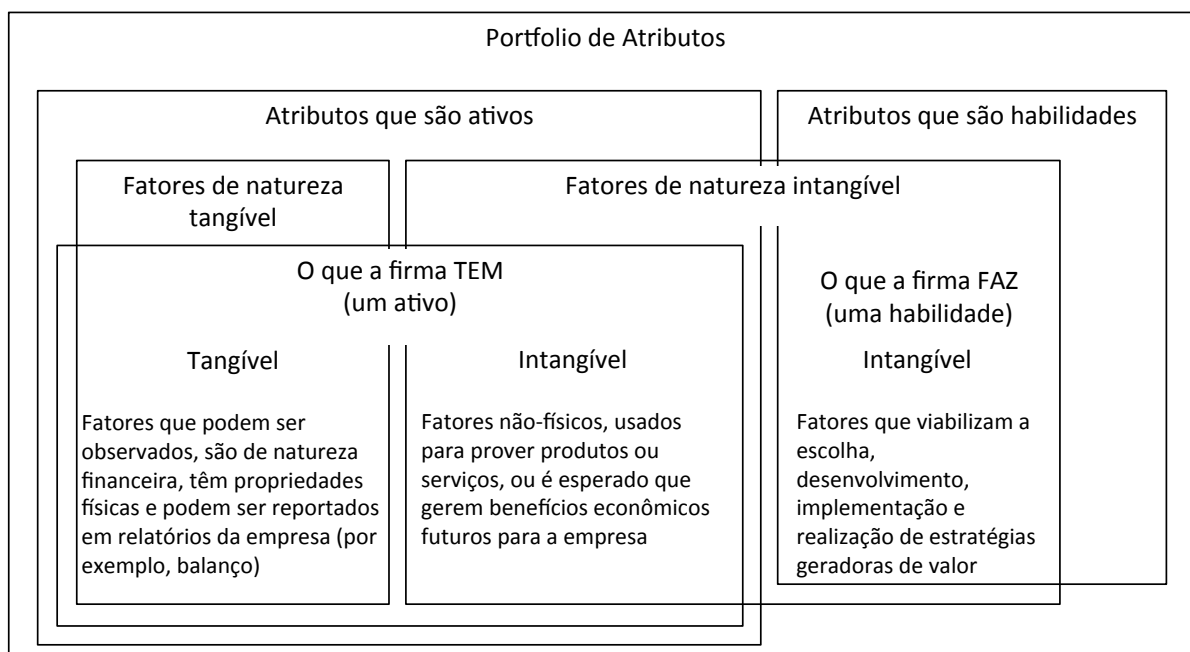 Portfolio de Atributos
Atributos que são ativos
Atributos que são habilidades
Fatores de natureza
tangível
Fatores de natureza intangível
O que a firma TEM
(um ativo)
O que a firma FAZ
(uma habilidade)
Tangível
Intangível
Intangível
Fatores que podem ser
observados, são de natureza
financeira, têm propriedades
físicas e podem ser reportados
em relatórios da empresa (por
exemplo, balanço)
Fatores não-físicos, usados
para prover produtos ou
serviços, ou é esperado que
gerem benefícios econômicos
futuros para a empresa
Fatores que viabilizam a
escolha,
desenvolvimento,
implementação e
realização de estratégias
geradoras de valor